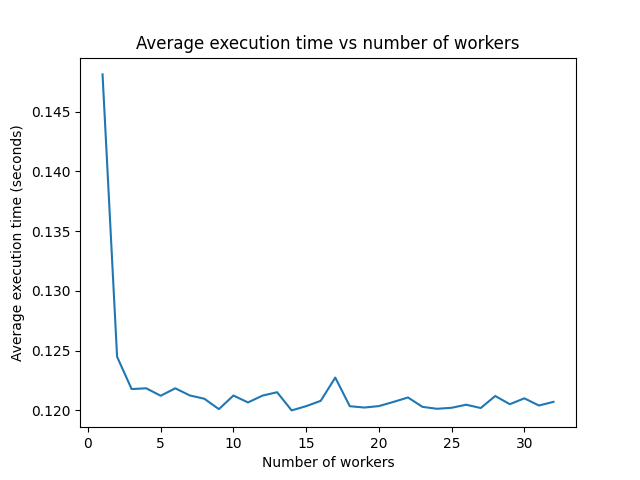 Average execution time vs number of workers
0.145
0.140
0.135
0.130
0.125
0.120
Average execution time (seconds)
0 5 10 15 20 25 30
Number of workers